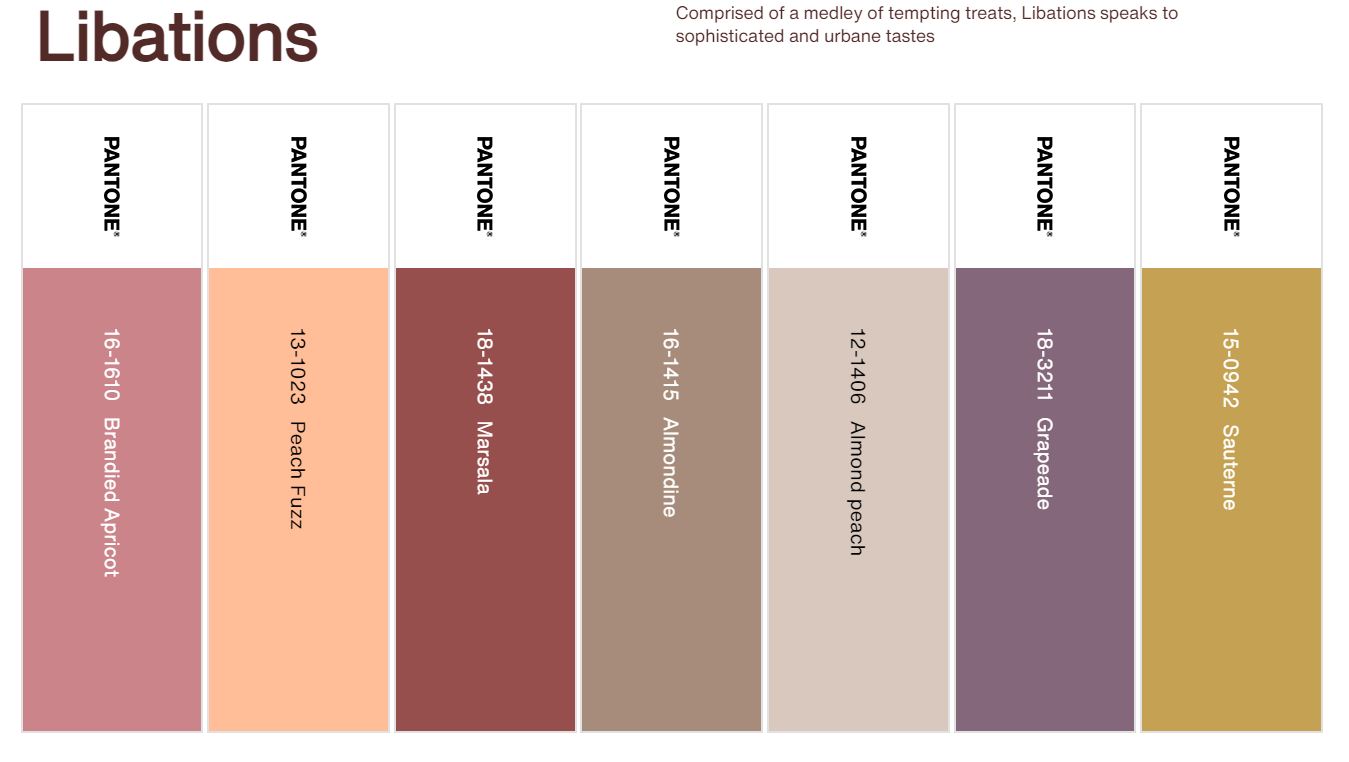 Libations
Comprised of a medley of tempting treats, Libations speaks to
sophisticated and urbane tastes
PANTONE®
16-1610 Brandied Apricot
PANTONE®
13-1023 Peach Fuzz
PANTONE®
18-1438 Marsala
PANTONE®
16-1415 Almondine
PANTONE®
12-1406 Almond peach
PANTONE®
18-3211 Grapeade
PANTONE®
15-0942 Sauterne